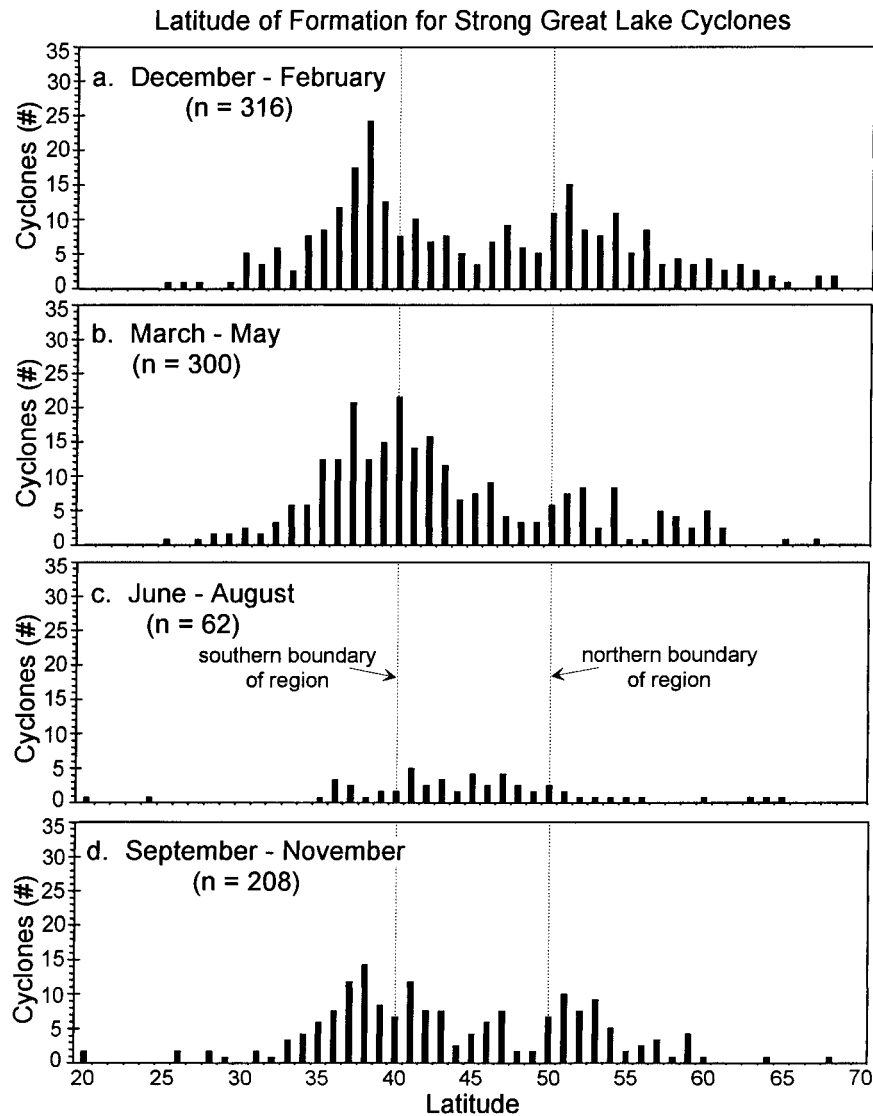 Latitude of Formation for Strong Great Lake Cyclones
35
30
25
20
15
10
5
0
Cyclones (#)
a. December - February
(n = 316)
35
30
25
20
15
10
5
0
Cyclones (#)
b. March - May
(n = 300)
35
30
25
20
15
10
5
0
Cyclones (#)
c. June - August
(n = 62)
southern boundary
of region
northern boundary
of region
35
30
25
20
15
10
5
0
Cyclones (#)
d. September - November
(n = 208)
20 25 30 35 40 45 50 55 60 65 70
Latitude